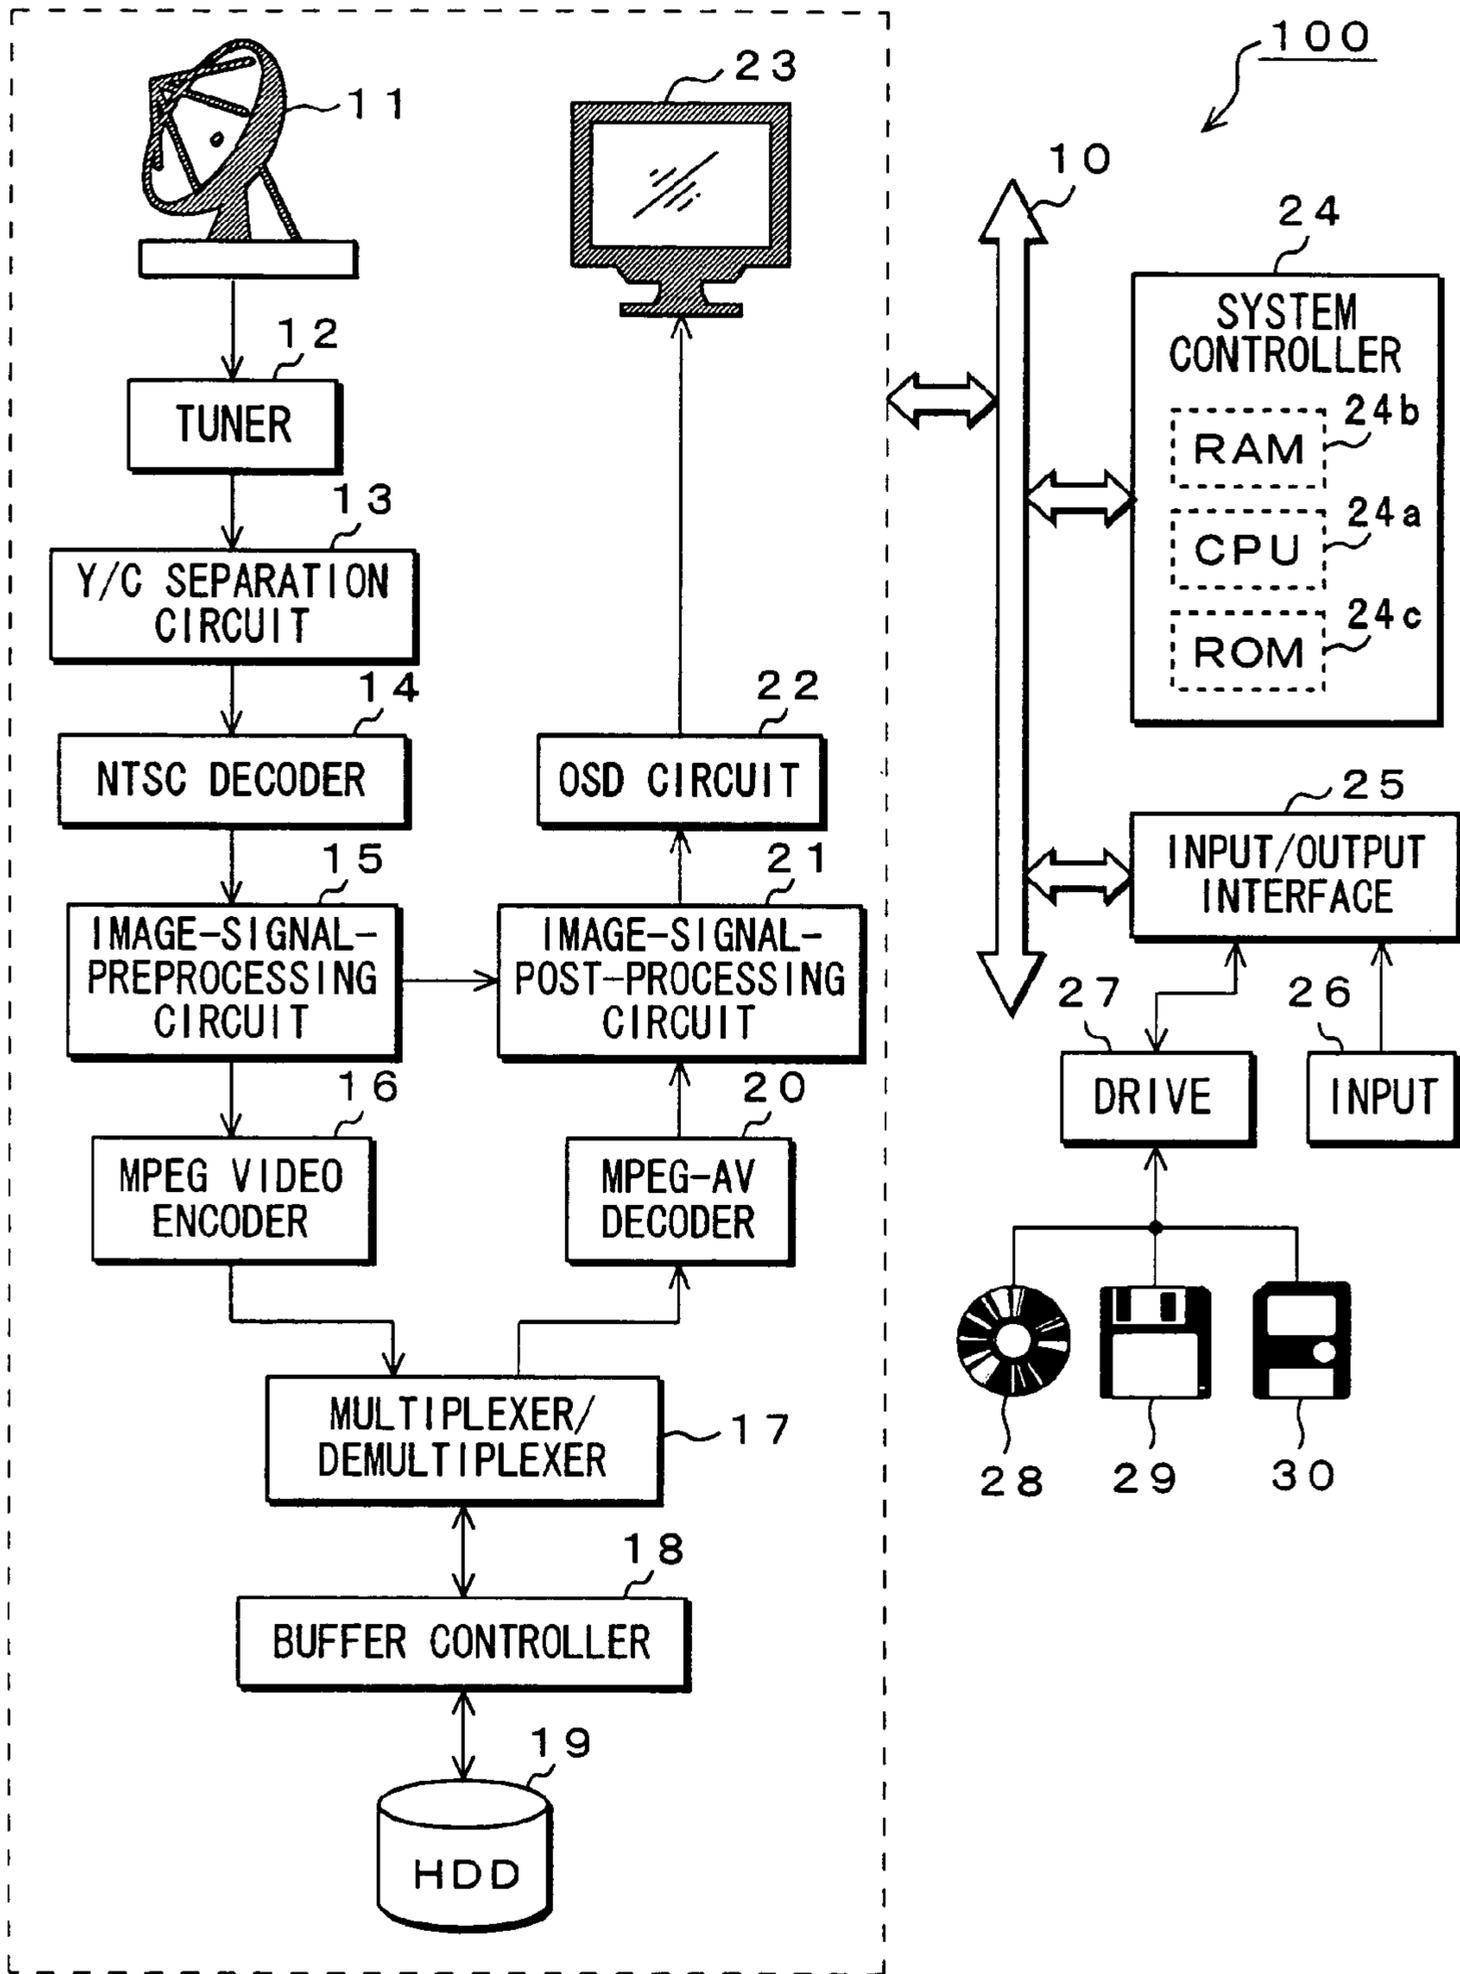 100
11
23
10
24
SYSTEM
CONTROLLER
24b
RAM
24a
CPU
24c
ROM
12
TUNER
13
Y/C SEPARATION
CIRCUIT
14
NTSC DECODER
22
OSD CIRCUIT
25
INPUT/OUTPUT
INTERFACE
15
IMAGE-SIGNAL-
PREPROCESSING
CIRCUIT
21
IMAGE-SIGNAL-
POST-PROCESSING
CIRCUIT
27
DRIVE
26
INPUT
16
MPEG VIDEO
ENCODER
20
MPEG-AV
DECODER
28
29
30
MULTIPLEXER/
DEMULTIPLEXER
17
18
BUFFER CONTROLLER
19
HDD